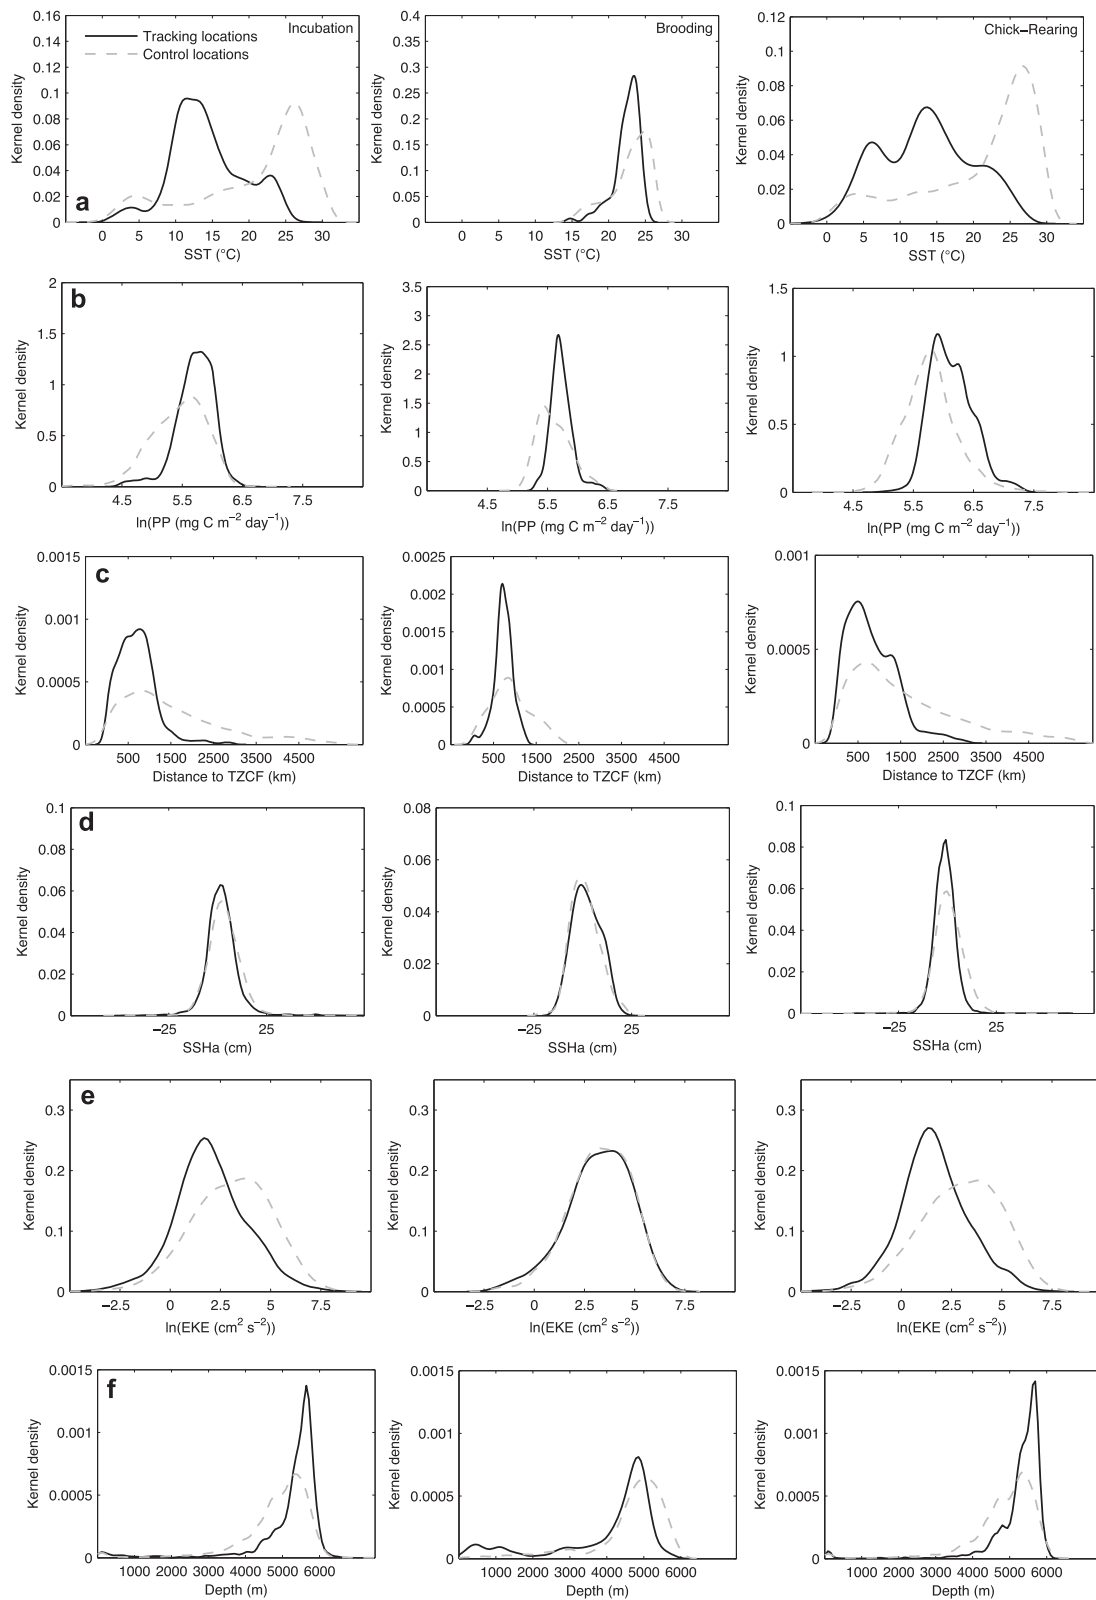 Incubation
Tracking locations
Control locations
a
Kernel density
0.16
0.14
0.12
0.1
0.08
0.06
0.04
0.02
0
0 5 10 15 20 25 30
SST (°C)
Brooding
Kernel density
0.4
0.35
0.3
0.25
0.2
0.15
0.1
0.05
0
0 5 10 15 20 25 30 35
SST (°C)
Chick–Rearing
Kernel density
0.12
0.1
0.08
0.06
0.04
0.02
0
0 5 10 15 20 25 30 35
SST (°C)
b
Kernel density
2
1.5
1
0.5
0
4.5 5.5 6.5 7.5
ln(PP (mg C m⁻² day⁻¹))
Kernel density
3.5
3
2.5
2
1.5
1
0.5
0
4.5 5.5 6.5 7.5
ln(PP (mg C m⁻² day⁻¹))
Kernel density
1.5
1
0.5
0
4.5 5.5 6.5 7.5
ln(PP (mg C m⁻² day⁻¹))
c
Kernel density
0.0015
0.001
0.0005
0
500 1500 2500 3500 4500
Distance to TZCF (km)
Kernel density
0.0025
0.002
0.0015
0.001
0.0005
0
500 1500 2500 3500 4500
Distance to TZCF (km)
Kernel density
0.001
0.0005
0
500 1500 2500 3500 4500
Distance to TZCF (km)
d
Kernel density
0.1
0.08
0.06
0.04
0.02
0
−25 25
SSHa (cm)
Kernel density
0.08
0.06
0.04
0.02
0
−25 25
SSHa (cm)
Kernel density
0.1
0.08
0.06
0.04
0.02
0
−25 25
SSHa (cm)
e
Kernel density
0.3
0.2
0.1
0
−2.5 0 2.5 5 7.5
ln(EKE (cm² s⁻²))
Kernel density
0.3
0.2
0.1
0
−2.5 0 2.5 5 7.5
ln(EKE (cm² s⁻²))
Kernel density
0.3
0.2
0.1
0
−2.5 0 2.5 5 7.5
ln(EKE (cm² s⁻²))
f
Kernel density
0.0015
0.001
0.0005
0
1000 2000 3000 4000 5000 6000
Depth (m)
Kernel density
0.0015
0.001
0.0005
0
1000 2000 3000 4000 5000 6000
Depth (m)
Kernel density
0.0015
0.001
0.0005
0
1000 2000 3000 4000 5000 6000
Depth (m)